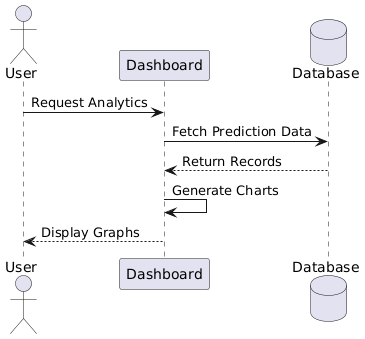 User
Dashboard
Database
Request Analytics
Fetch Prediction Data
Return Records
Generate Charts
Display Graphs
User
Dashboard
Database